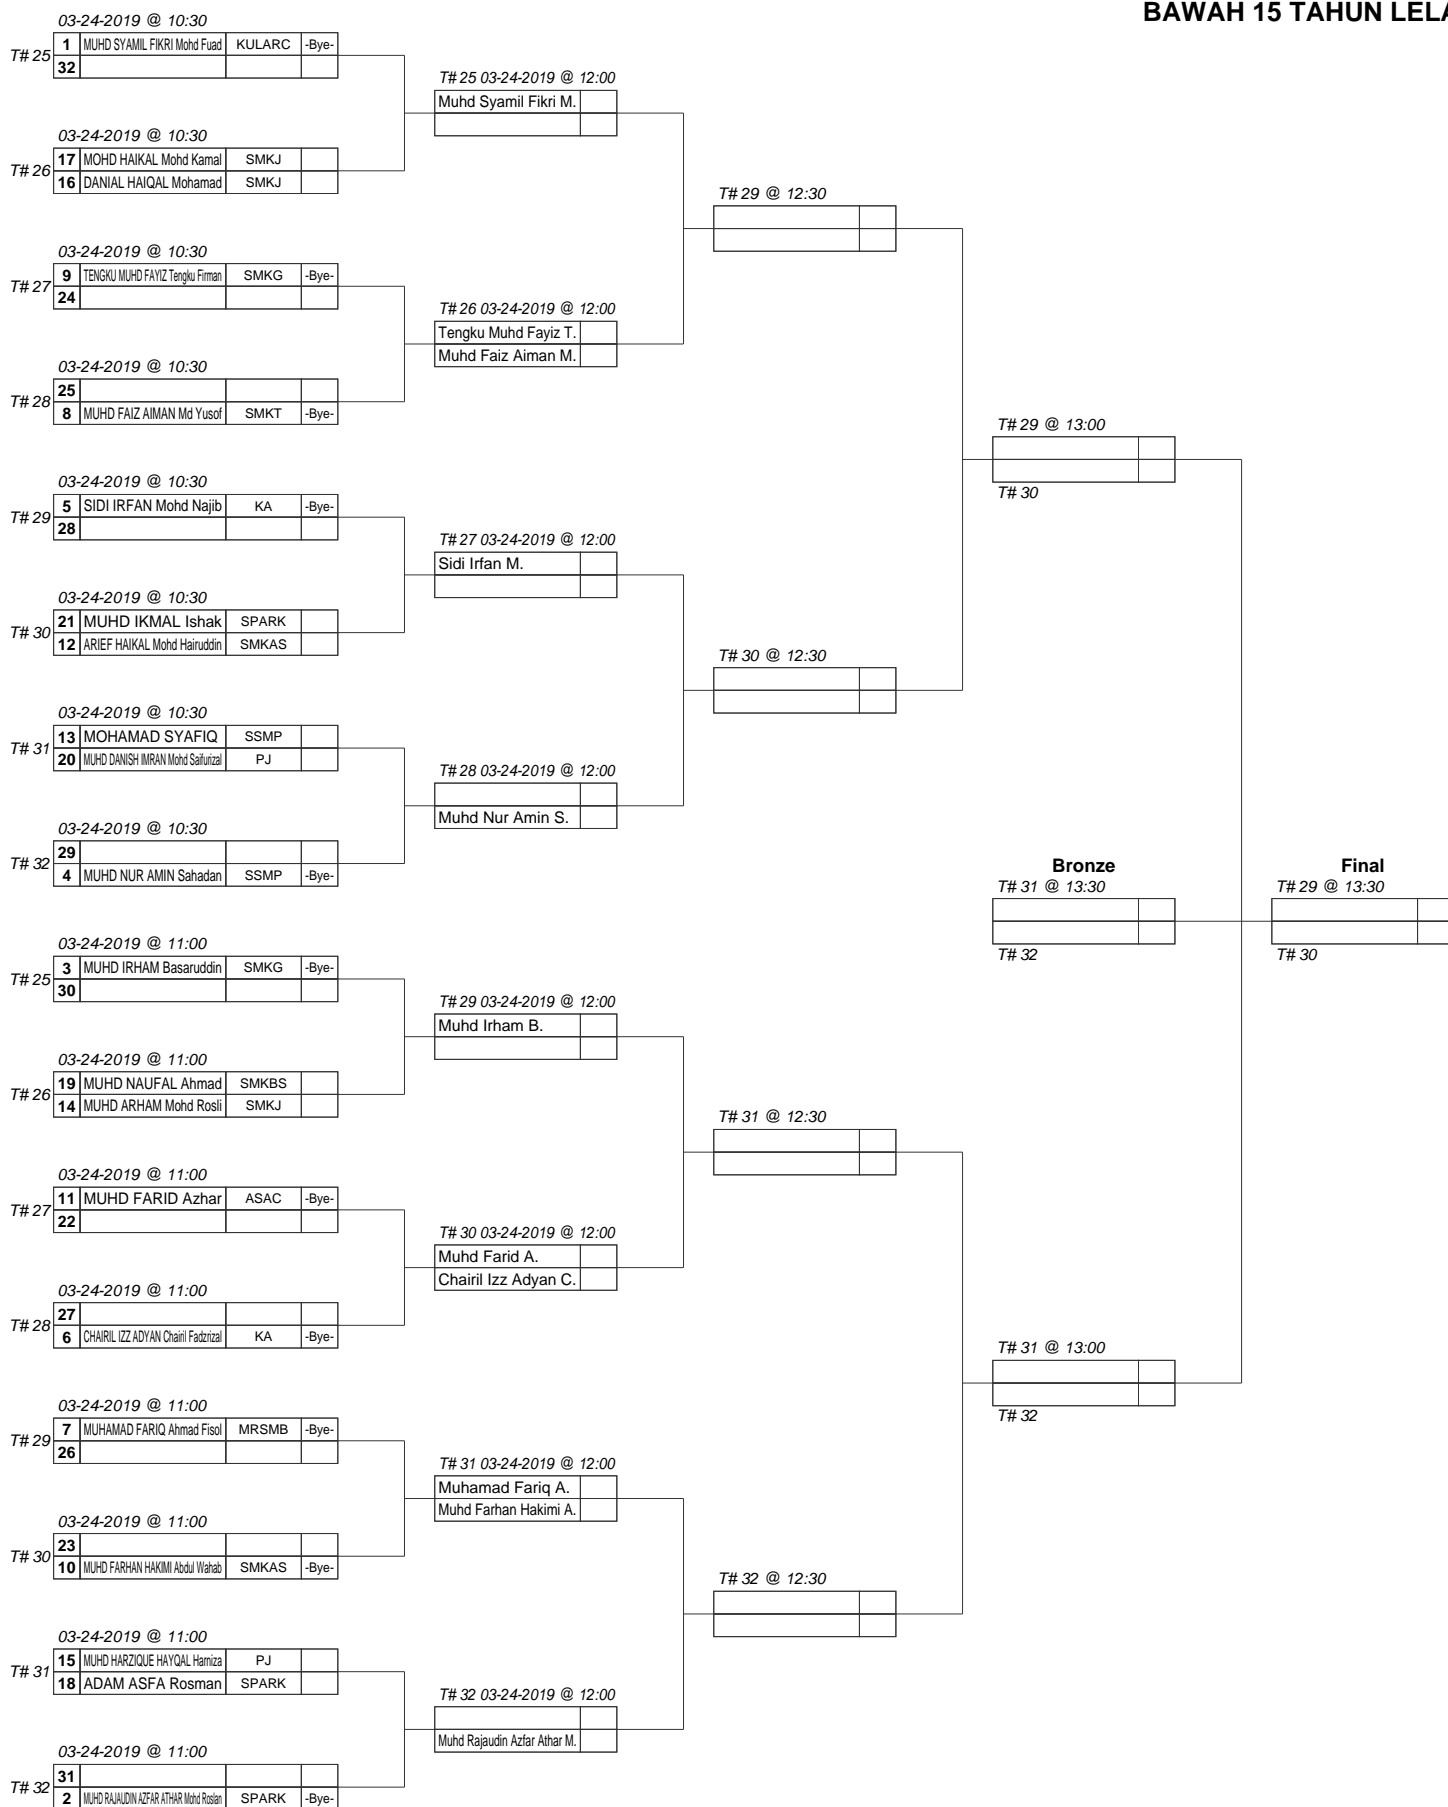 BAWAH 15 TAHUN LELA
03-24-2019 @ 10:30
T# 25
1 MUHD SYAMIL FIKRI Mohd Fuad KULARC -Bye-
32
03-24-2019 @ 10:30
T# 26
17 MOHD HAIKAL Mohd Kamal SMKJ
16 DANIAL HAIQAL Mohamad SMKJ
03-24-2019 @ 10:30
T# 27
9 TENGKU MUHD FAYIZ Tengku Firman SMKG -Bye-
24
03-24-2019 @ 10:30
T# 28
25
8 MUHD FAIZ AIMAN Md Yusof SMKT -Bye-
03-24-2019 @ 10:30
T# 29
5 SIDI IRFAN Mohd Najib KA -Bye-
28
03-24-2019 @ 10:30
T# 30
21 MUHD IKMAL Ishak SPARK
12 ARIEF HAIKAL Mohd Hairuddin SMKAS
03-24-2019 @ 10:30
T# 31
13 MOHAMAD SYAFIQ SSMP
20 MUHD DANISH IMRAN Mohd Saifurizal PJ
03-24-2019 @ 10:30
T# 32
29
4 MUHD NUR AMIN Sahadan SSMP -Bye-
03-24-2019 @ 11:00
T# 25
3 MUHD IRHAM Basaruddin SMKG -Bye-
30
03-24-2019 @ 11:00
T# 26
19 MUHD NAUFAL Ahmad SMKBS
14 MUHD ARHAM Mohd Rosli SMKJ
03-24-2019 @ 11:00
T# 27
11 MUHD FARID Azhar ASAC -Bye-
22
03-24-2019 @ 11:00
T# 28
27
6 CHAIRIL IZZ ADYAN Chairil Fadzrizal KA -Bye-
03-24-2019 @ 11:00
T# 29
7 MUHAMAD FARIQ Ahmad Fisol MRSMB -Bye-
26
03-24-2019 @ 11:00
T# 30
23
10 MUHD FARHAN HAKIMI Abdul Wahab SMKAS -Bye-
03-24-2019 @ 11:00
T# 31
15 MUHD HARZIQUE HAYQAL Harniza PJ
18 ADAM ASFA Rosman SPARK
03-24-2019 @ 11:00
T# 32
31
2 MUHD RAJAUDIN AZFAR ATHAR Mohd Roslan SPARK -Bye-
T# 25 03-24-2019 @ 12:00
Muhd Syamil Fikri M.
T# 26 03-24-2019 @ 12:00
Tengku Muhd Fayiz T.
Muhd Faiz Aiman M.
T# 27 03-24-2019 @ 12:00
Sidi Irfan M.
T# 28 03-24-2019 @ 12:00
Muhd Nur Amin S.
T# 29 03-24-2019 @ 12:00
Muhd Irham B.
T# 30 03-24-2019 @ 12:00
Muhd Farid A.
Chairil Izz Adyan C.
T# 31 03-24-2019 @ 12:00
Muhamad Fariq A.
Muhd Farhan Hakimi A.
T# 32 03-24-2019 @ 12:00
Muhd Rajaudin Azfar Athar M.
T# 29 @ 12:30
T# 30 @ 12:30
T# 31 @ 12:30
T# 32 @ 12:30
T# 29 @ 13:00
T# 30
Bronze
T# 31 @ 13:30
T# 32
T# 31 @ 13:00
T# 32
Final
T# 29 @ 13:30
T# 30